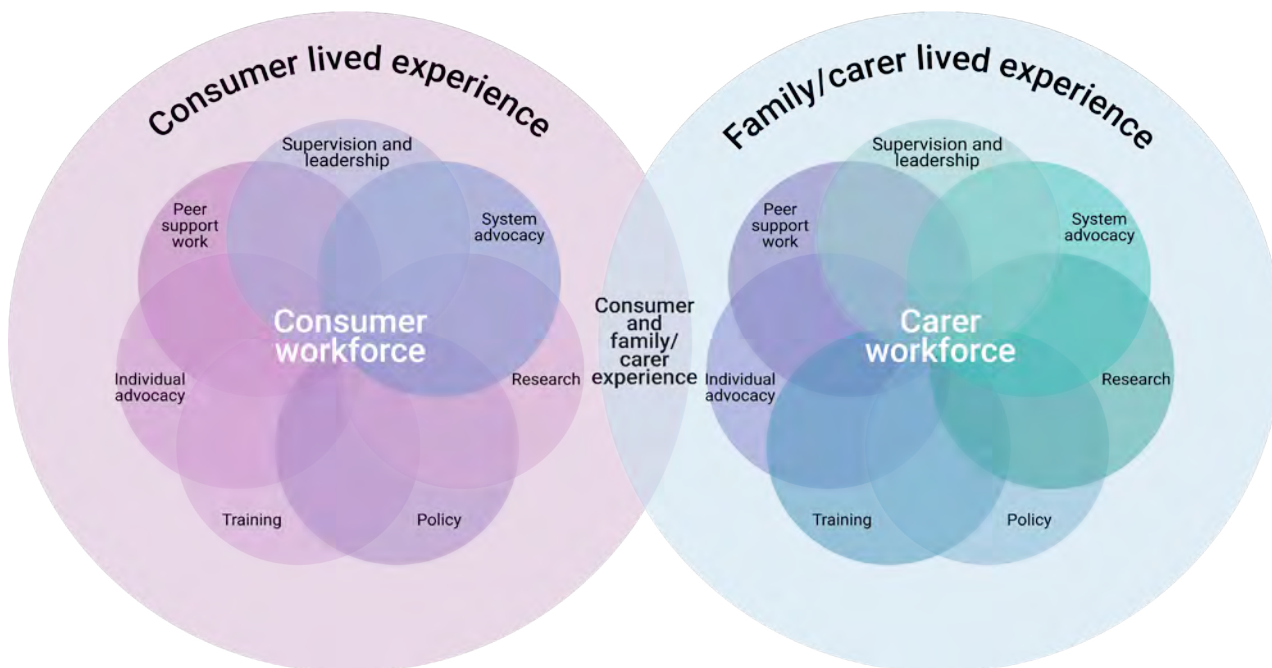 Consumer lived experience
Supervision and
leadership
Peer
support
work
System
advocacy
Consumer
workforce
Individual
advocacy
Research
Training
Policy
Consumer
and
family/
carer
experience
Family/carer lived experience
Supervision and
leadership
Peer
support
work
System
advocacy
Carer
workforce
Individual
advocacy
Research
Training
Policy